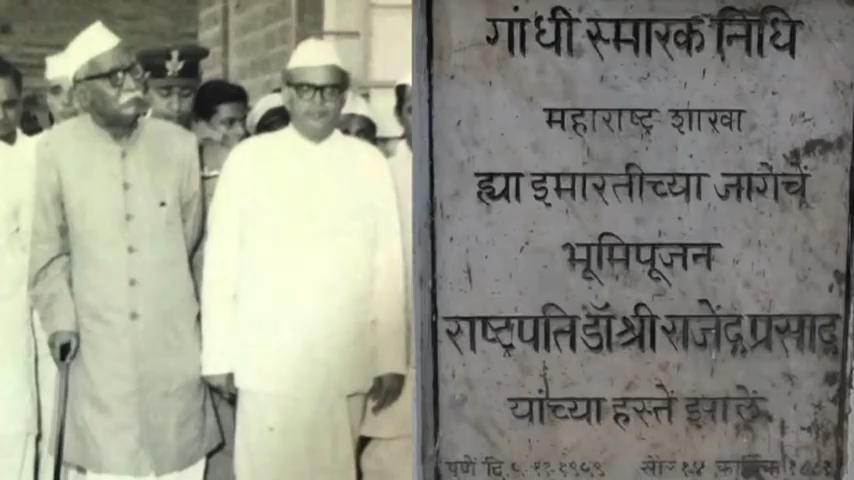 गांधी स्मारक निधि
महाराष्ट्र शाखा
ह्या इमारतीच्या जागेचें
भूमिपूजन
राष्ट्रपति डॉ श्री राजेंद्र प्रसाद
यांच्या हस्तें झालें
पुणें दि.